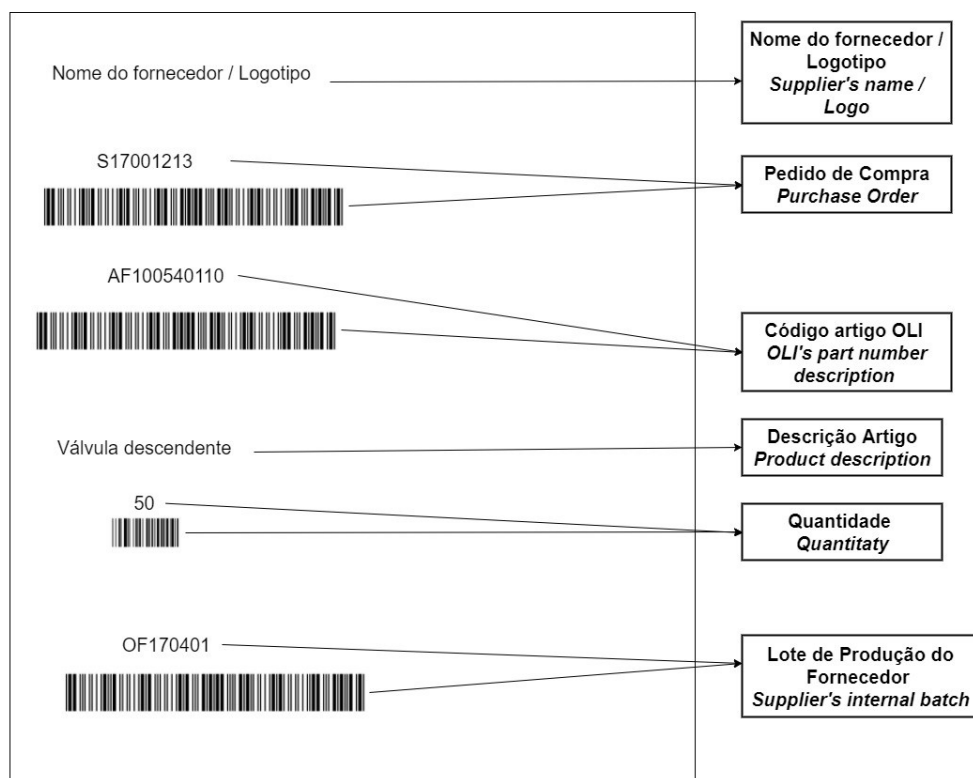 Nome do fornecedor / Logotipo
Nome do fornecedor /
Logotipo
Supplier's name /
Logo
S17001213
Pedido de Compra
Purchase Order
AF100540110
Código artigo OLI
OLI's part number
description
Válvula descendente
Descrição Artigo
Product description
50
Quantidade
Quantitaty
OF170401
Lote de Produção do
Fornecedor
Supplier's internal batch